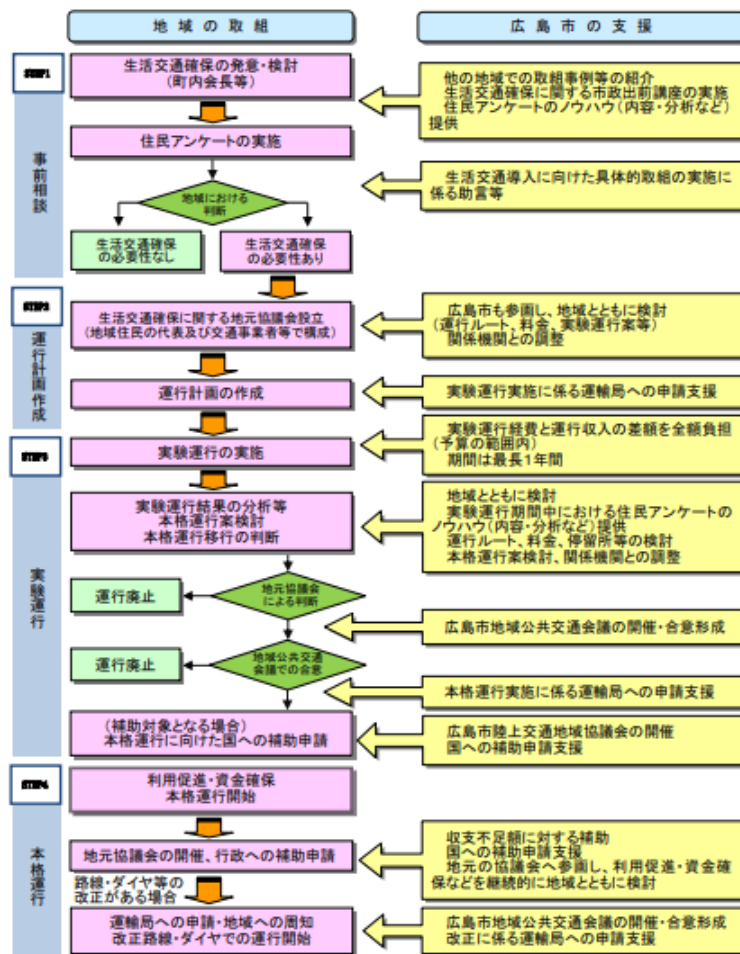 地域の取組
広島市の支援
STEP1
事前相談
生活交通確保の発意・検討
(町内会長等)
他の地域での取組事例等の紹介
生活交通確保に関する市政出前講座の実施
住民アンケートのノウハウ(内容・分析など)
提供
住民アンケートの実施
生活交通導入に向けた具体的取組の実施
に係る助言等
地域における
判断
生活交通確保
の必要性なし
生活交通確保
の必要性あり
STEP2
運行計画作成
生活交通確保に関する地元協議会設立
(地域住民の代表及び交通事業者等で構成)
広島市も参画し、地域とともに検討
(運行ルート、料金、実験運行案等)
関係機関との調整
運行計画の作成
実験運行実施に係る運輸局への申請支援
STEP3
実験運行
実験運行の実施
実験運行経費と運行収入の差額を全額負担
(予算の範囲内)
期間は最長1年間
実験運行結果の分析等
本格運行案検討
本格運行移行の判断
地域とともに検討
実験運行期間中における住民アンケートの
ノウハウ(内容・分析など)提供
運行ルート、料金、停留所等の検討
本格運行案検討、関係機関との調整
運行廃止
地元協議会
による判断
広島市地域公共交通会議の開催・合意形成
運行廃止
地域公共交通
会議での合意
本格運行実施に係る運輸局への申請支援
(補助対象となる場合)
本格運行に向けた国への補助申請
広島市陸上交通地域協議会の開催
国への補助申請支援
STEP4
本格運行
利用促進・資金確保
本格運行開始
地元協議会の開催、行政への補助申請
収支不足額に対する補助
国への補助申請支援
地元の協議会へ参画し、利用促進・資金確
保などを継続的に地域とともに検討
路線・ダイヤ等の
改正がある場合
運輸局への申請・地域への周知
改正路線・ダイヤでの運行開始
広島市地域公共交通会議の開催・合意形成
改正に係る運輸局への申請支援